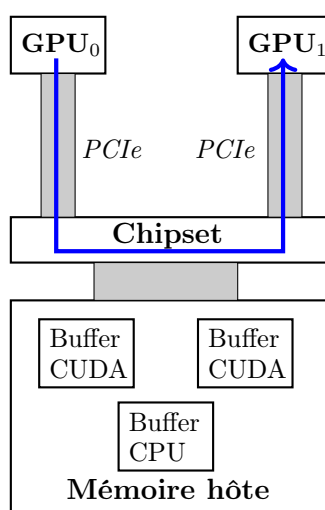 GPU₀ GPU₁
PCIe PCIe
Chipset
Buffer Buffer
CUDA CUDA
Buffer
CPU
Mémoire hôte